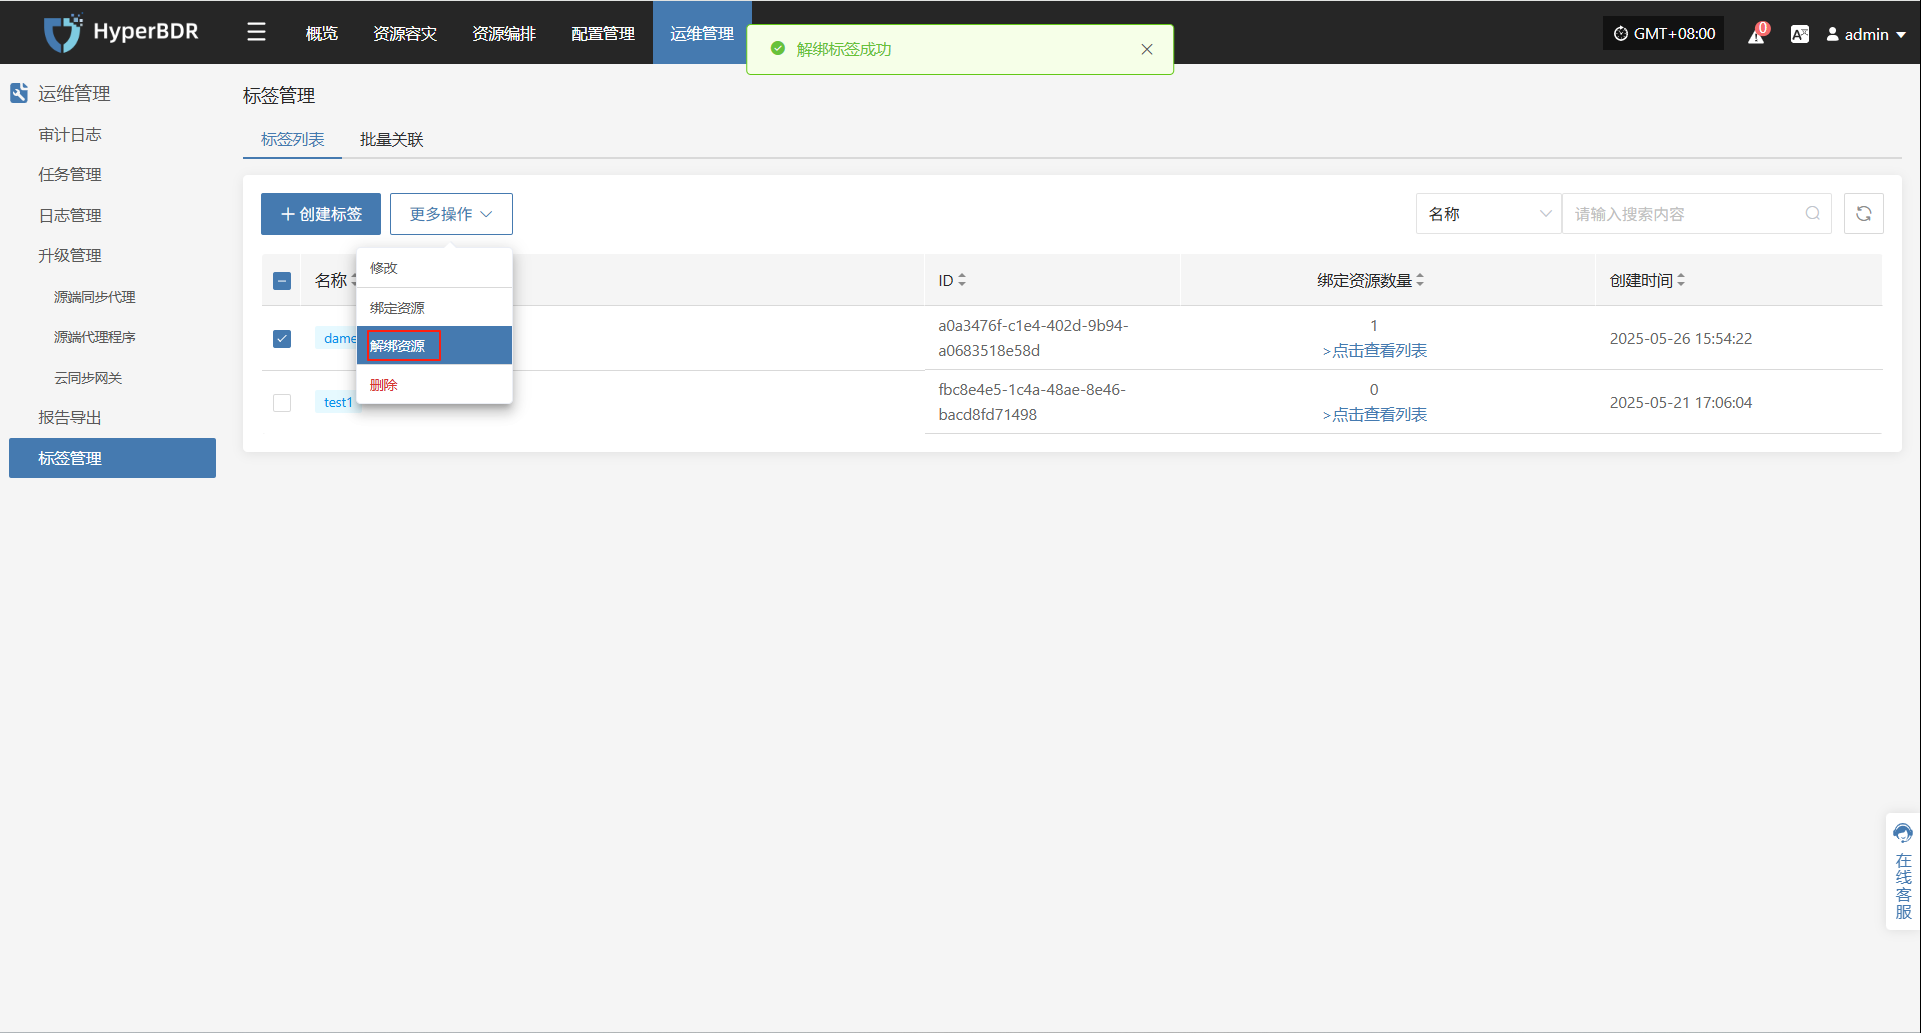 HyperBDR
概览
资源容灾
资源编排
配置管理
运维管理
解绑标签成功
GMT+08:00
0
admin
运维管理
审计日志
任务管理
日志管理
升级管理
源端同步代理
源端代理程序
云同步网关
报告导出
标签管理
标签管理
标签列表
批量关联
创建标签
更多操作
名称
请输入搜索内容
修改
绑定资源
解绑资源
删除
名称
ID
绑定资源数量
创建时间
dame
a0a3476f-c1e4-402d-9b94-
a0683518e58d
1
>点击查看列表
2025-05-26 15:54:22
test1
fbc8e4e5-1c4a-48ae-8e46-
bacd8fd71498
0
>点击查看列表
2025-05-21 17:06:04
在线客服